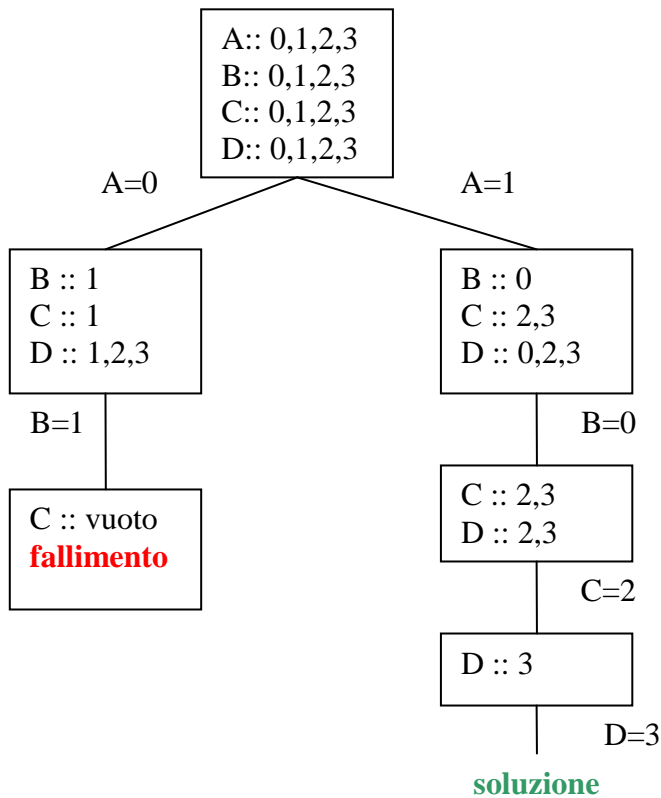 A:: 0,1,2,3
B:: 0,1,2,3
C:: 0,1,2,3
D:: 0,1,2,3
A=0
A=1
B :: 1
C :: 1
D :: 1,2,3
B :: 0
C :: 2,3
D :: 0,2,3
B=1
B=0
C :: vuoto
fallimento
C :: 2,3
D :: 2,3
C=2
D :: 3
D=3
soluzione